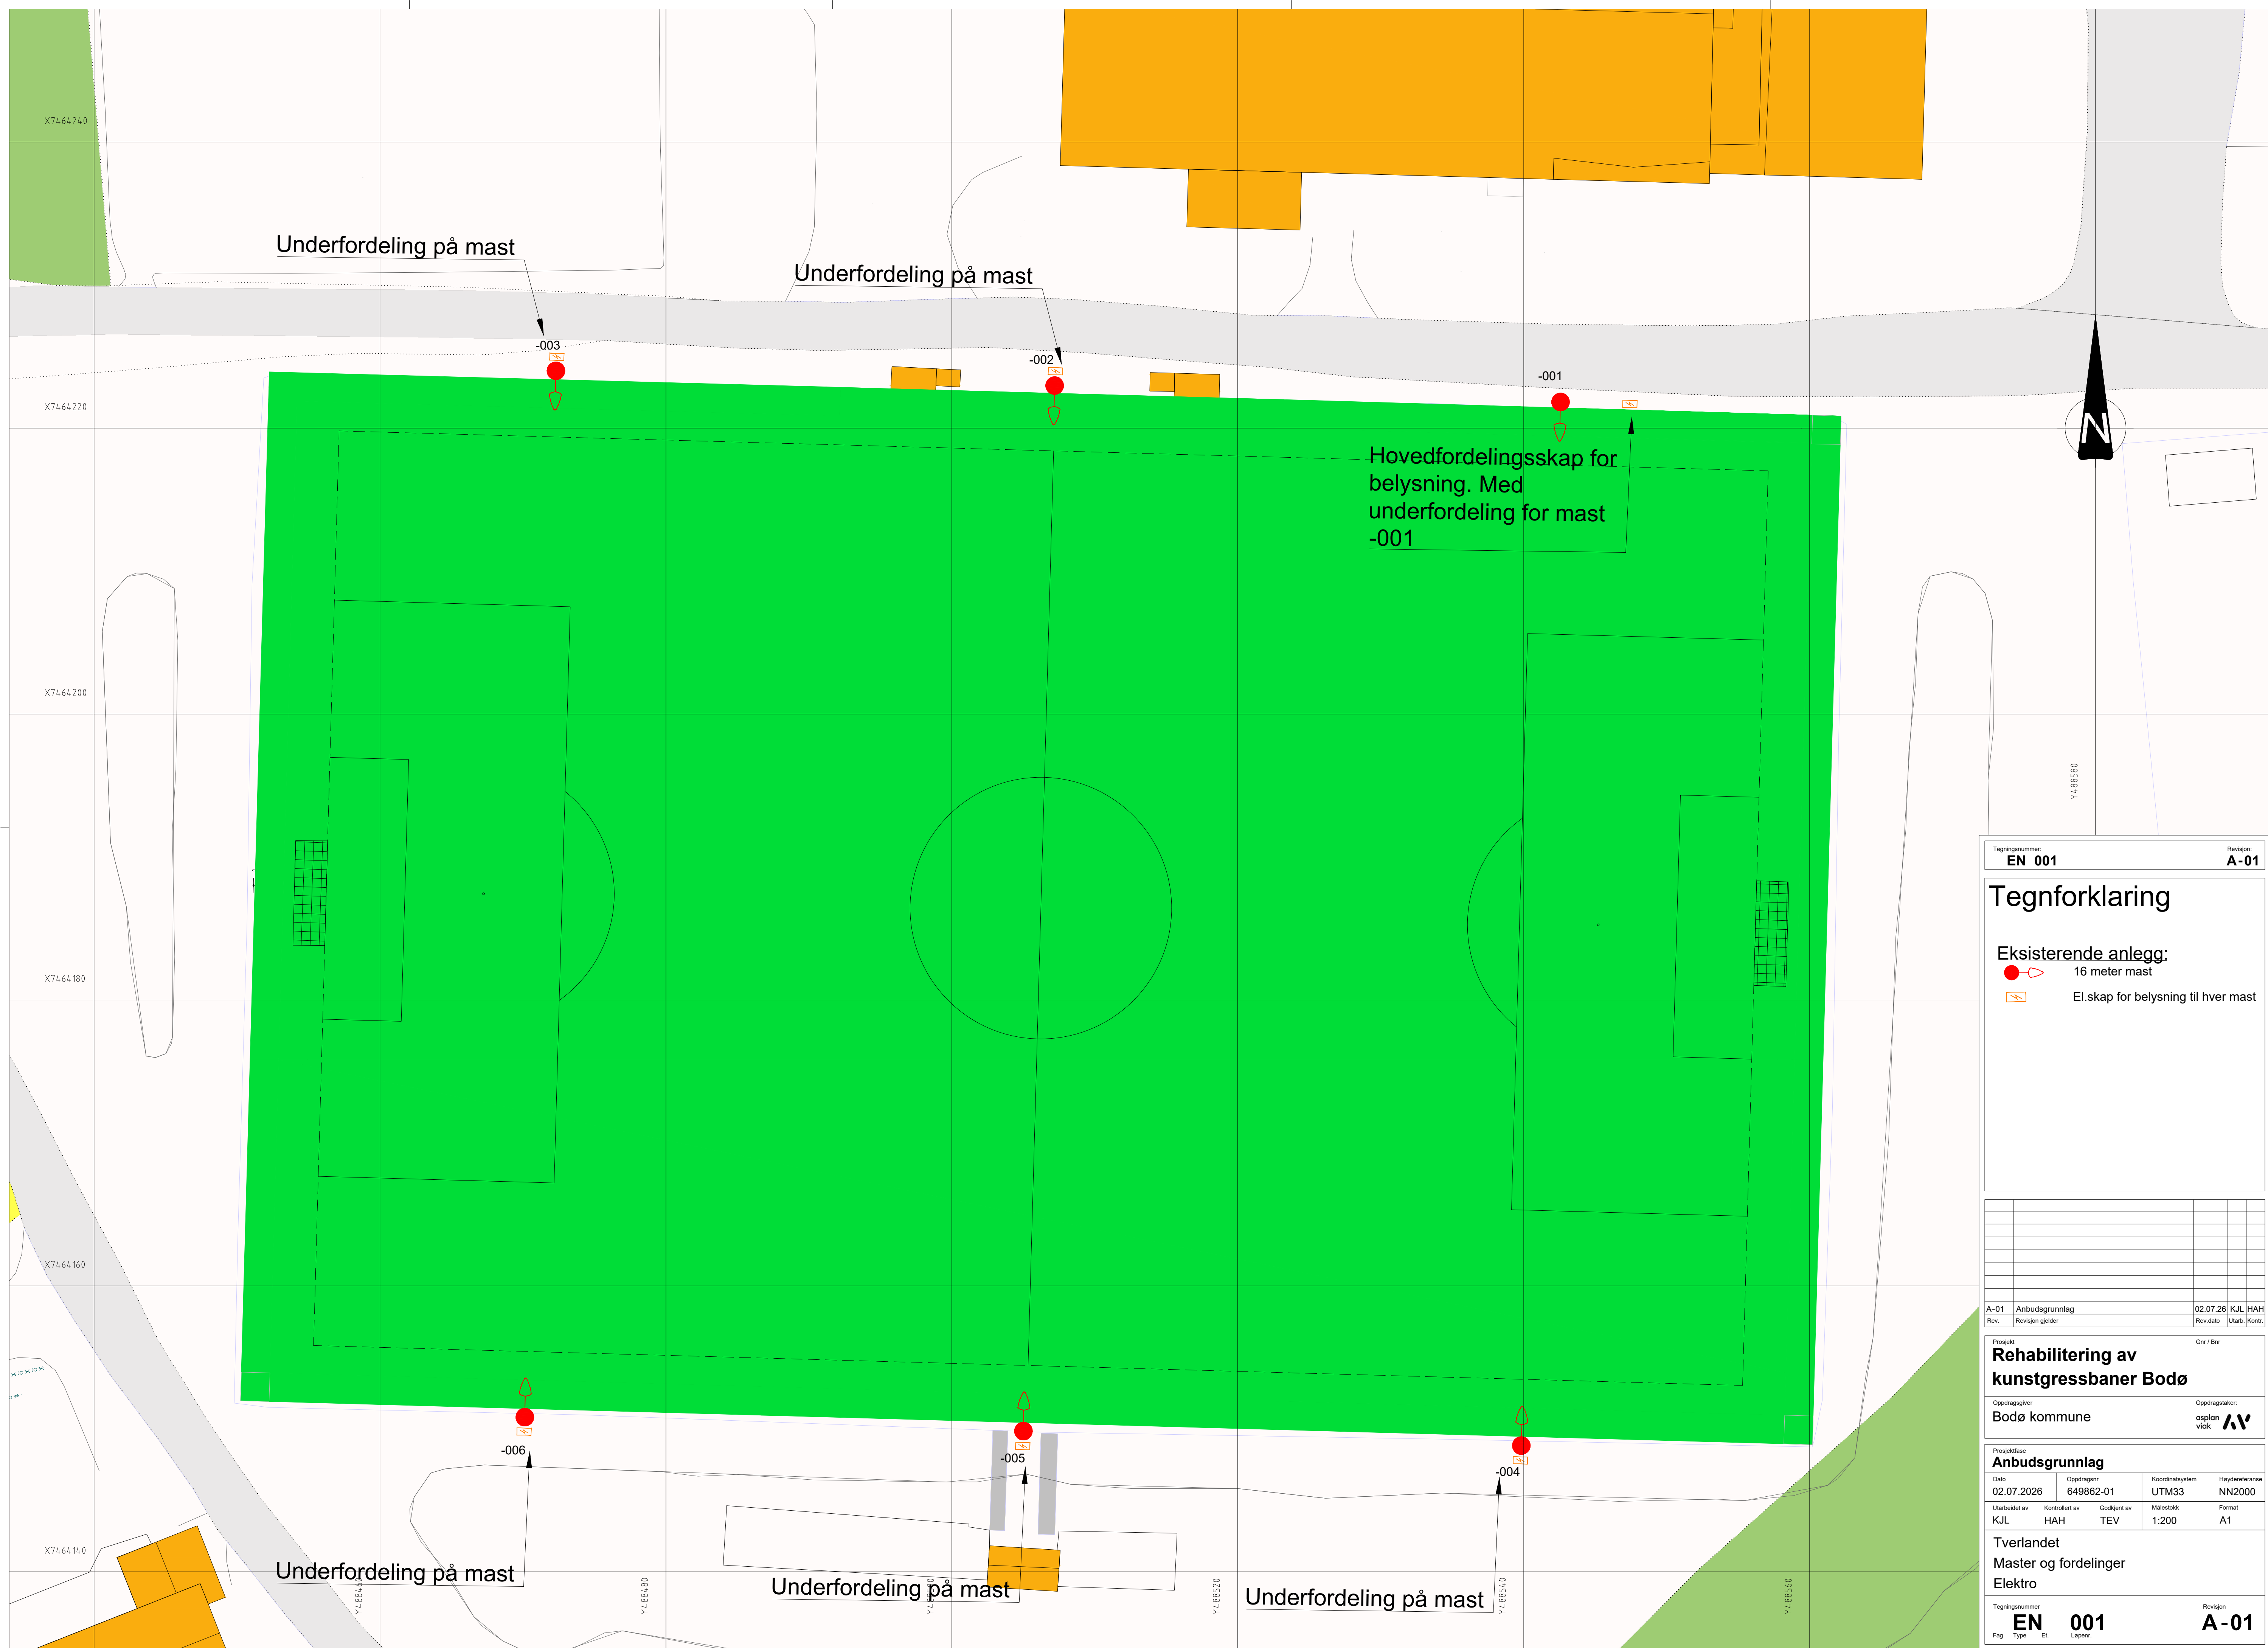 X7464240
Underfordeling på mast
Underfordeling på mast
-003
-002
-001
X7464220
N
Hovedfordelingsskap for
belysning. Med
underfordeling for mast
-001
X7464200
Y488580
X7464180
X7464160
-006
-005
-004
X7464140
Underfordeling på mast
Underfordeling på mast
Underfordeling på mast
Y488460
Y488480
Y488500
Y488520
Y488540
Y488560
Tegningsnummer:
Revisjon:
EN 001
A-01
Tegnforklaring
Eksisterende anlegg:
16 meter mast
El.skap for belysning til hver mast
A-01 Anbudsgrunnlag 02.07.26 KJL HAH
Rev. Revisjon gjelder Rev.dato Utarb. Kontr.
Prosjekt Gnr / Bnr
Rehabilitering av
kunstgressbaner Bodø
Oppdragsgiver Oppdragstaker:
Bodø kommune
asplan
viak
Prosjektfase
Anbudsgrunnlag
Dato Oppdragsnr Koordinatsystem Høydereferanse
02.07.2026 649862-01 UTM33 NN2000
Utarbeidet av Kontrollert av Godkjent av Målestokk Format
KJL HAH TEV 1:200 A1
Tverlandet
Master og fordelinger
Elektro
Tegningsnummer Revisjon
EN 001 A-01
Fag Type Et. Løpenr.